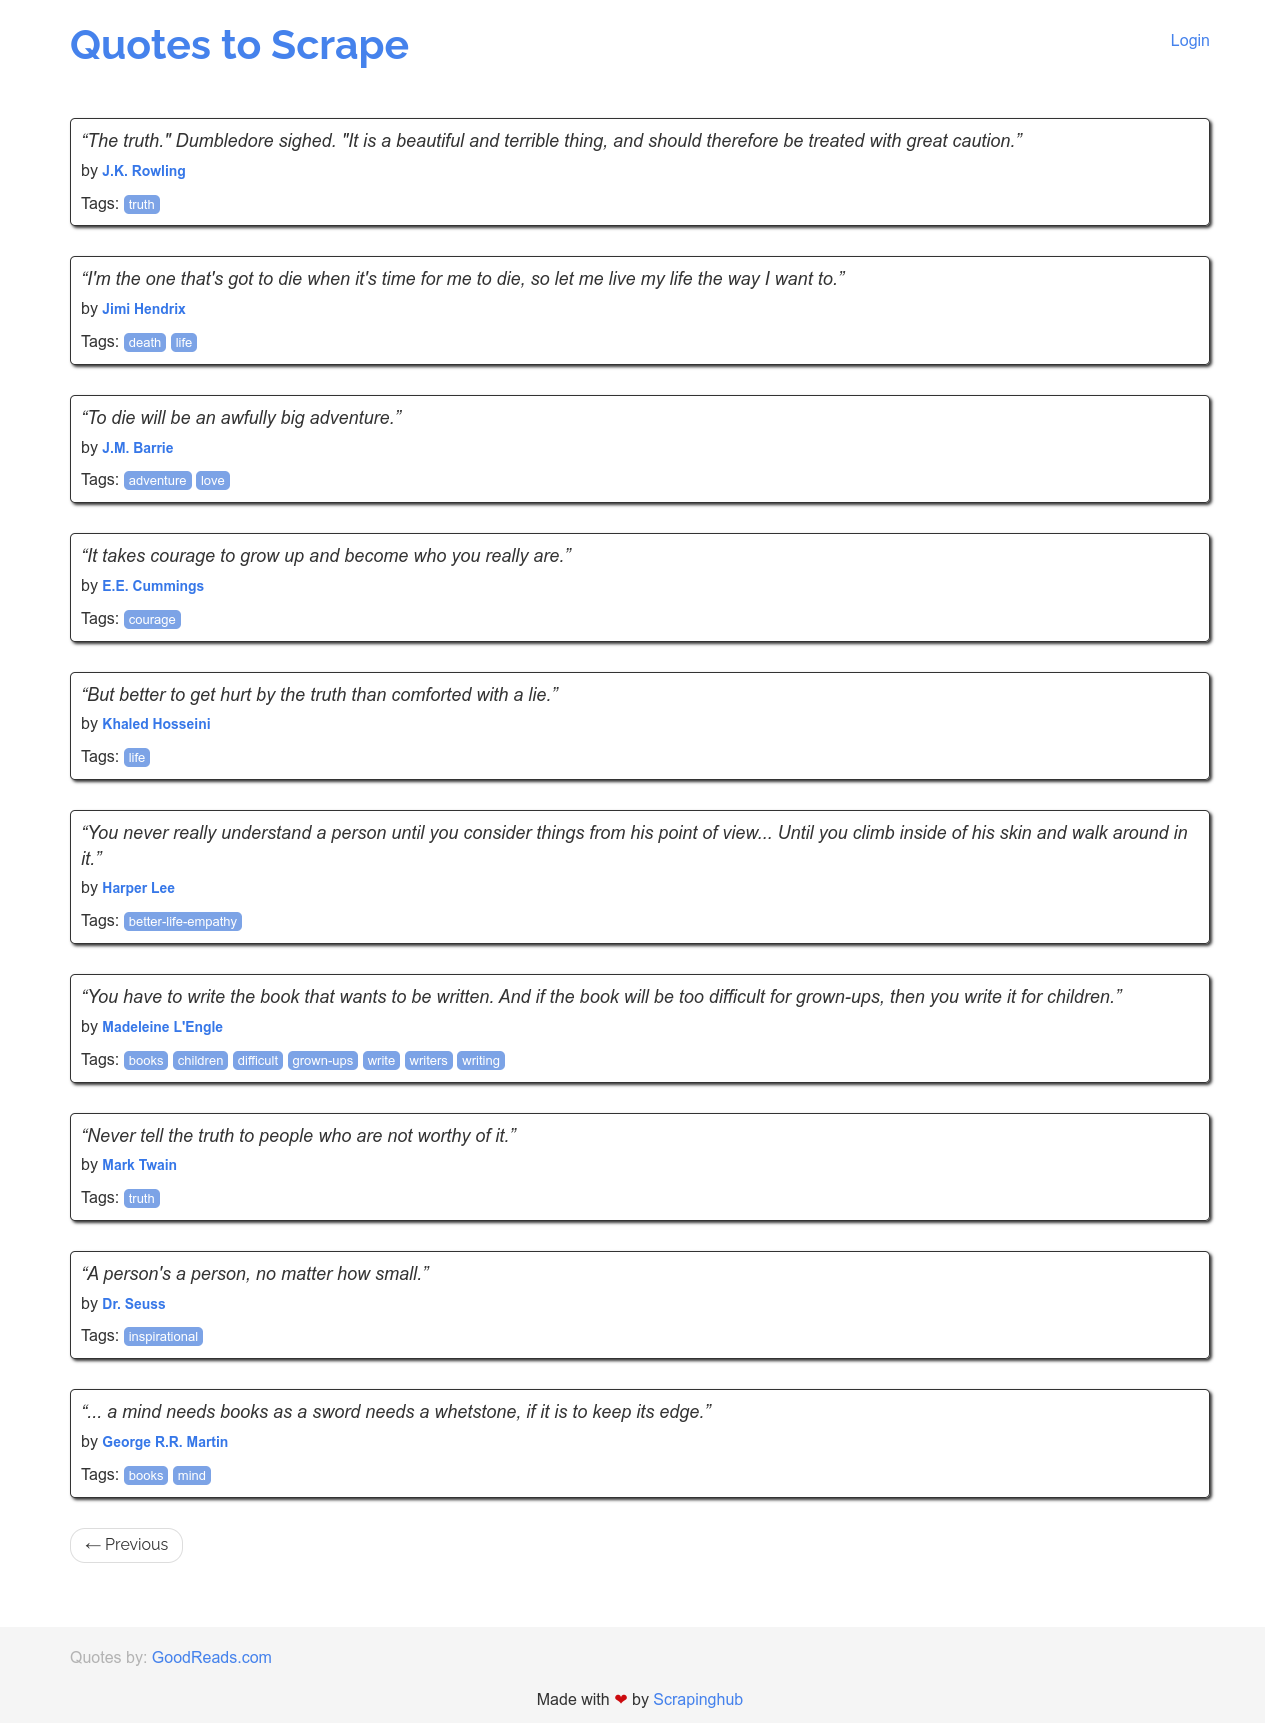 Quotes to Scrape
Login
“The truth." Dumbledore sighed. "It is a beautiful and terrible thing, and should therefore be treated with great caution.”
by J.K. Rowling
Tags: truth
“I'm the one that's got to die when it's time for me to die, so let me live my life the way I want to.”
by Jimi Hendrix
Tags: death life
“To die will be an awfully big adventure.”
by J.M. Barrie
Tags: adventure love
“It takes courage to grow up and become who you really are.”
by E.E. Cummings
Tags: courage
“But better to get hurt by the truth than comforted with a lie.”
by Khaled Hosseini
Tags: life
“You never really understand a person until you consider things from his point of view... Until you climb inside of his skin and walk around in
it.”
by Harper Lee
Tags: better-life-empathy
“You have to write the book that wants to be written. And if the book will be too difficult for grown-ups, then you write it for children.”
by Madeleine L'Engle
Tags: books children difficult grown-ups write writers writing
“Never tell the truth to people who are not worthy of it.”
by Mark Twain
Tags: truth
“A person's a person, no matter how small.”
by Dr. Seuss
Tags: inspirational
“... a mind needs books as a sword needs a whetstone, if it is to keep its edge.”
by George R.R. Martin
Tags: books mind
← Previous
Quotes by: GoodReads.com
Made with ❤ by Scrapinghub